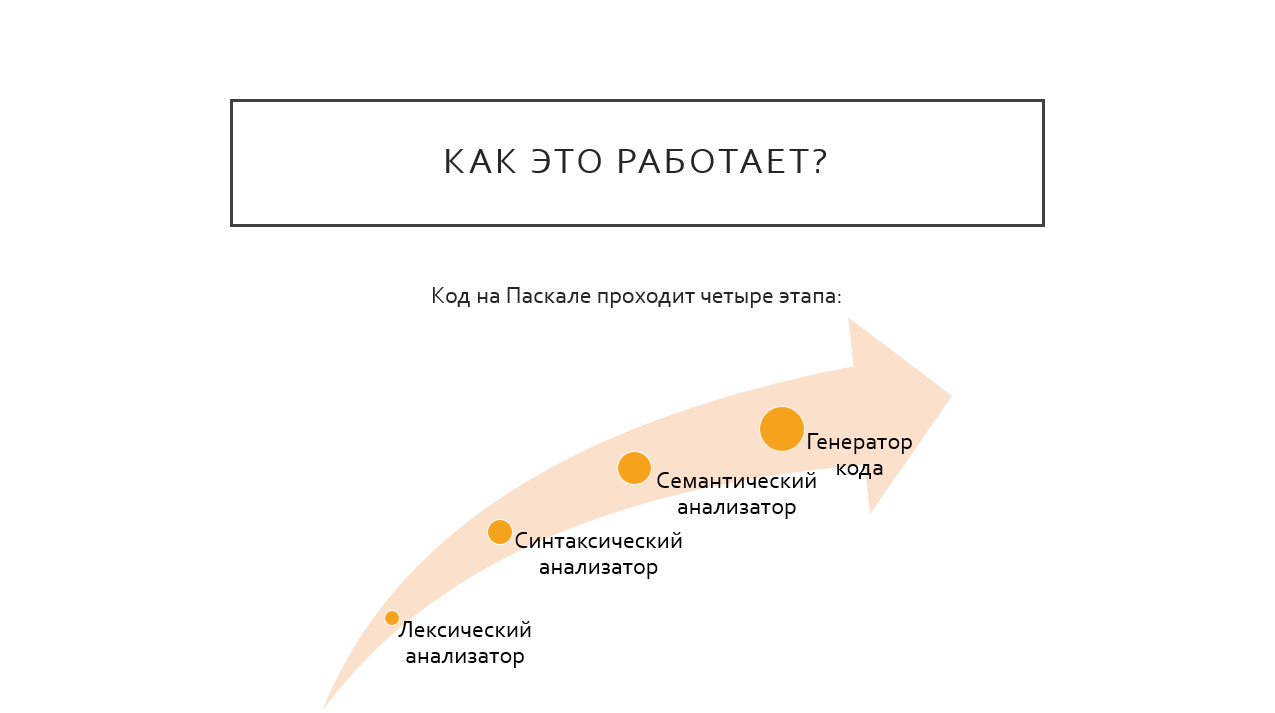 КАК ЭТО РАБОТАЕТ?
Код на Паскале проходит четыре этапа:
Лексический
анализатор
Синтаксический
анализатор
Семантический
анализатор
Генератор
кода